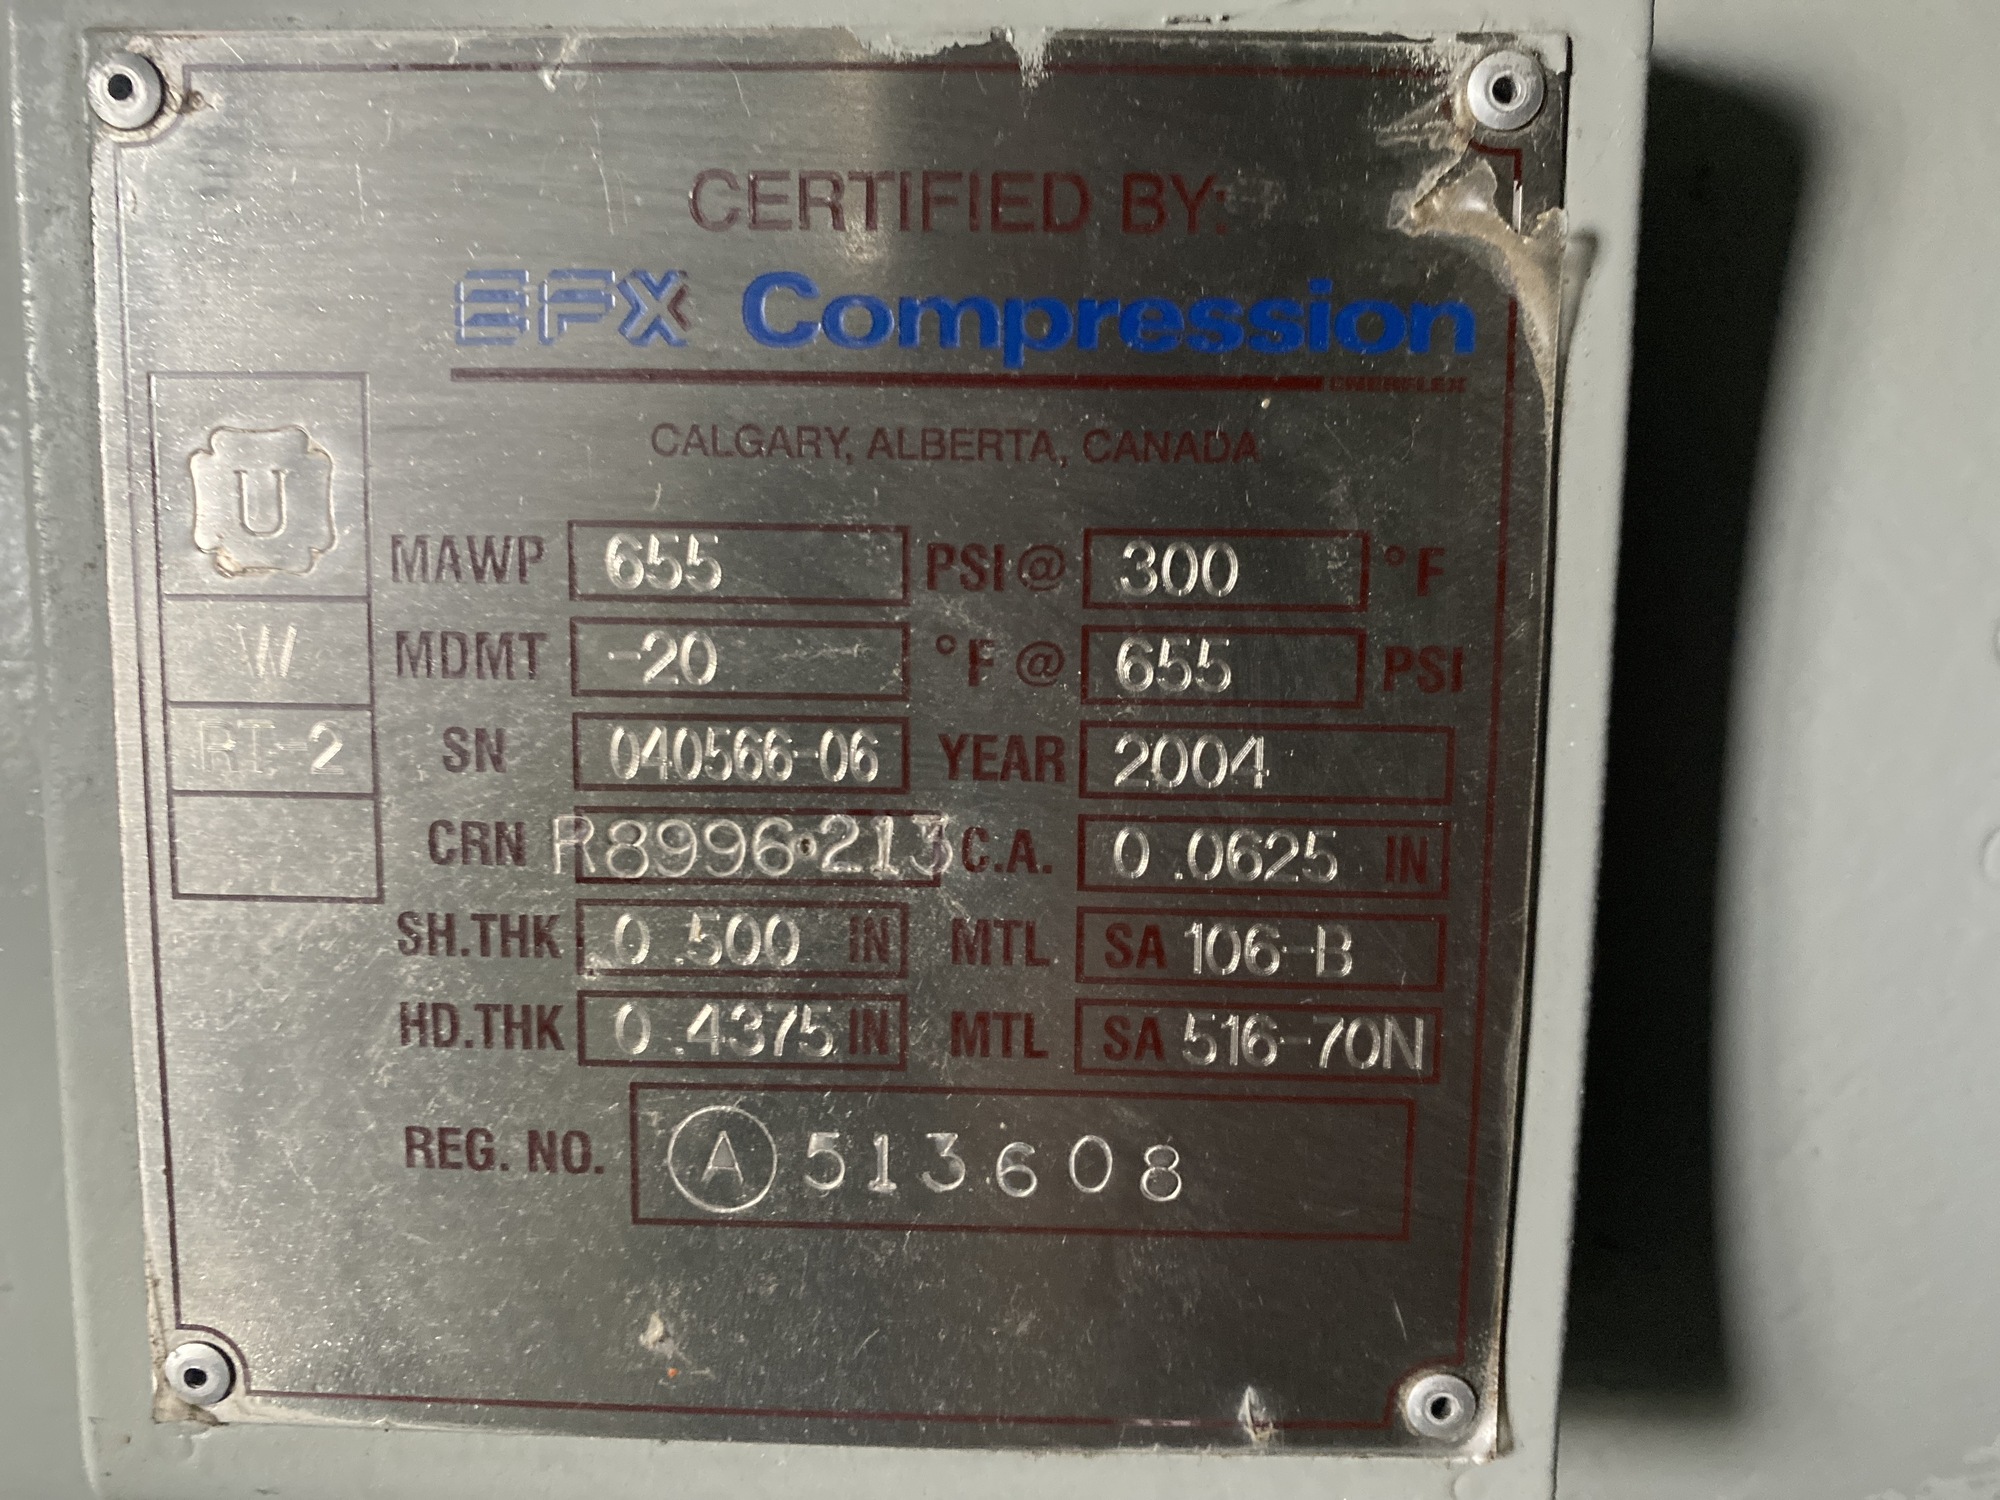 CERTIFIED BY:
EFX Compression
ENERFLEX
CALGARY, ALBERTA, CANADA
U
W
RT-2
MAWP 655 PSI @ 300 °F
MDMT -20 °F @ 655 PSI
SN 040566-06 YEAR 2004
CRN R8996.213 C.A. 0.0625 IN
SH.THK 0.500 IN MTL SA 106-B
HD.THK 0.4375 IN MTL SA 516-70N
REG. NO. A 513608